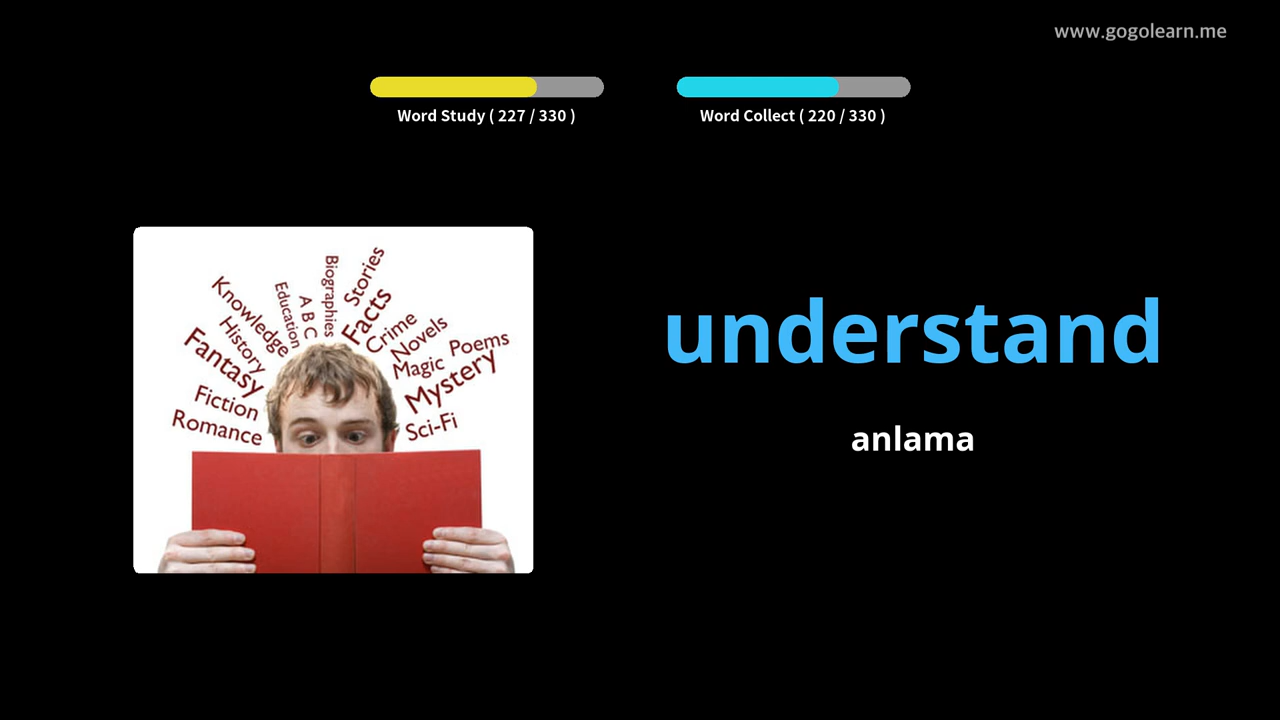 www.gogolearn.me
Word Study ( 227 / 330 )
Word Collect ( 220 / 330 )
Knowledge
Education
A B C
Biographies
Stories
Facts
History
Crime
Novels
Fantasy
Magic
Poems
Mystery
Fiction
Romance
Sci-Fi
understand
anlama